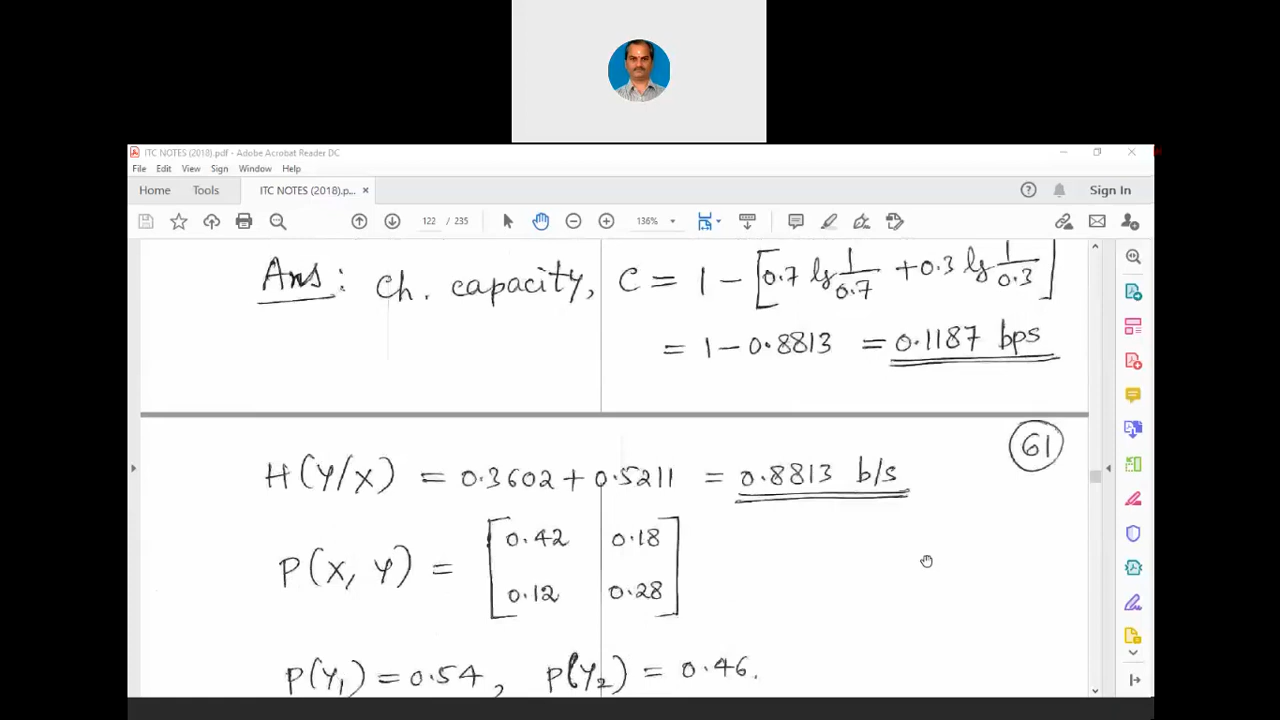 ITC NOTES (2018).pdf - Adobe Acrobat Reader DC
File Edit View Sign Window Help
Home Tools ITC NOTES (2018).p... × Sign In
122 / 235 136%
Ans: Ch. capacity, C = 1 - [0.7 lg 1/0.7 + 0.3 lg 1/0.3]
= 1 - 0.8813 = 0.1187 bps
61
H(Y/X) = 0.3602 + 0.5211 = 0.8813 b/s
P(X, Y) = [0.42 0.18
0.12 0.28]
P(Y₁) = 0.54, P(Y₂) = 0.46.